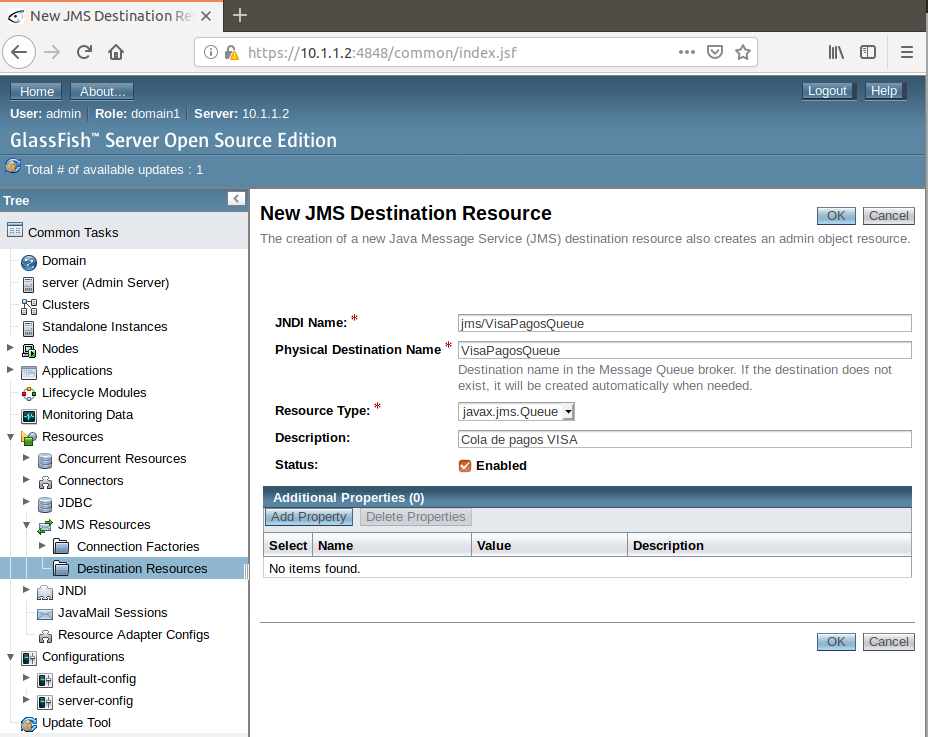 New JMS Destination Re
https://10.1.1.2:4848/common/index.jsf
Home About... Logout Help
User: admin Role: domain1 Server: 10.1.1.2
GlassFish™ Server Open Source Edition
Total # of available updates : 1
Tree
Common Tasks
Domain
server (Admin Server)
Clusters
Standalone Instances
Nodes
Applications
Lifecycle Modules
Monitoring Data
Resources
Concurrent Resources
Connectors
JDBC
JMS Resources
Connection Factories
Destination Resources
JNDI
JavaMail Sessions
Resource Adapter Configs
Configurations
default-config
server-config
Update Tool
New JMS Destination Resource
OK Cancel
The creation of a new Java Message Service (JMS) destination resource also creates an admin object resource.
JNDI Name: * jms/VisaPagosQueue
Physical Destination Name * VisaPagosQueue
Destination name in the Message Queue broker. If the destination does not
exist, it will be created automatically when needed.
Resource Type: * javax.jms.Queue
Description: Cola de pagos VISA
Status: Enabled
Additional Properties (0)
Add Property Delete Properties
Select Name Value Description
No items found.
OK Cancel